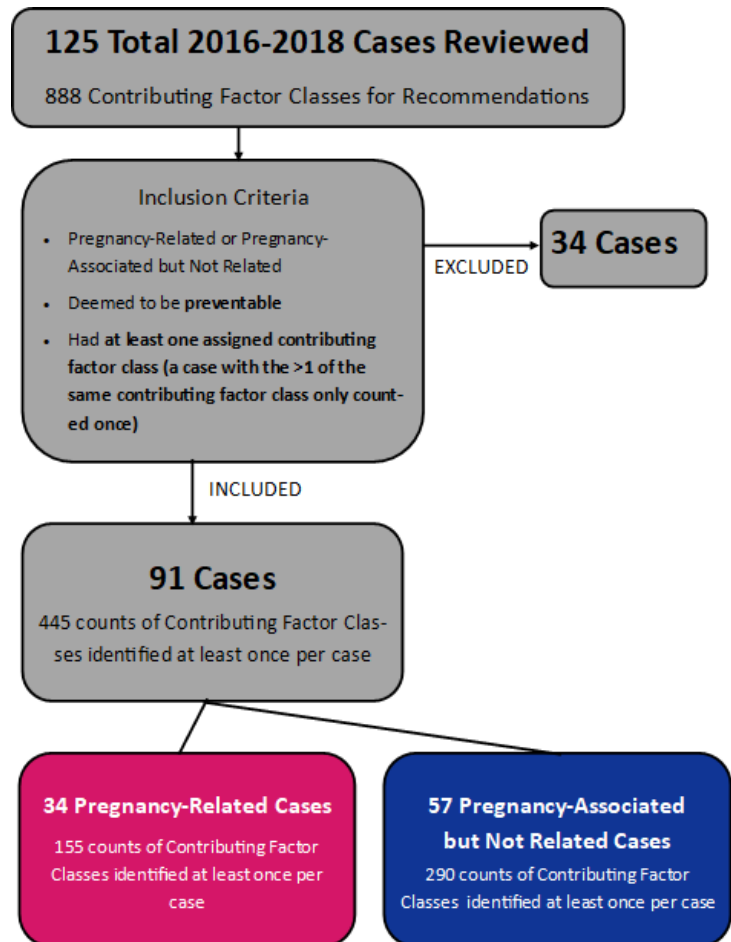 125 Total 2016-2018 Cases Reviewed
888 Contributing Factor Classes for Recommendations
Inclusion Criteria
• Pregnancy-Related or Pregnancy-
Associated but Not Related
• Deemed to be preventable
• Had at least one assigned contributing
factor class (a case with the >1 of the
same contributing factor class only count-
ed once)
EXCLUDED
34 Cases
INCLUDED
91 Cases
445 counts of Contributing Factor Clas-
ses identified at least once per case
34 Pregnancy-Related Cases
155 counts of Contributing Factor
Classes identified at least once per
case
57 Pregnancy-Associated
but Not Related Cases
290 counts of Contributing Factor
Classes identified at least once per case